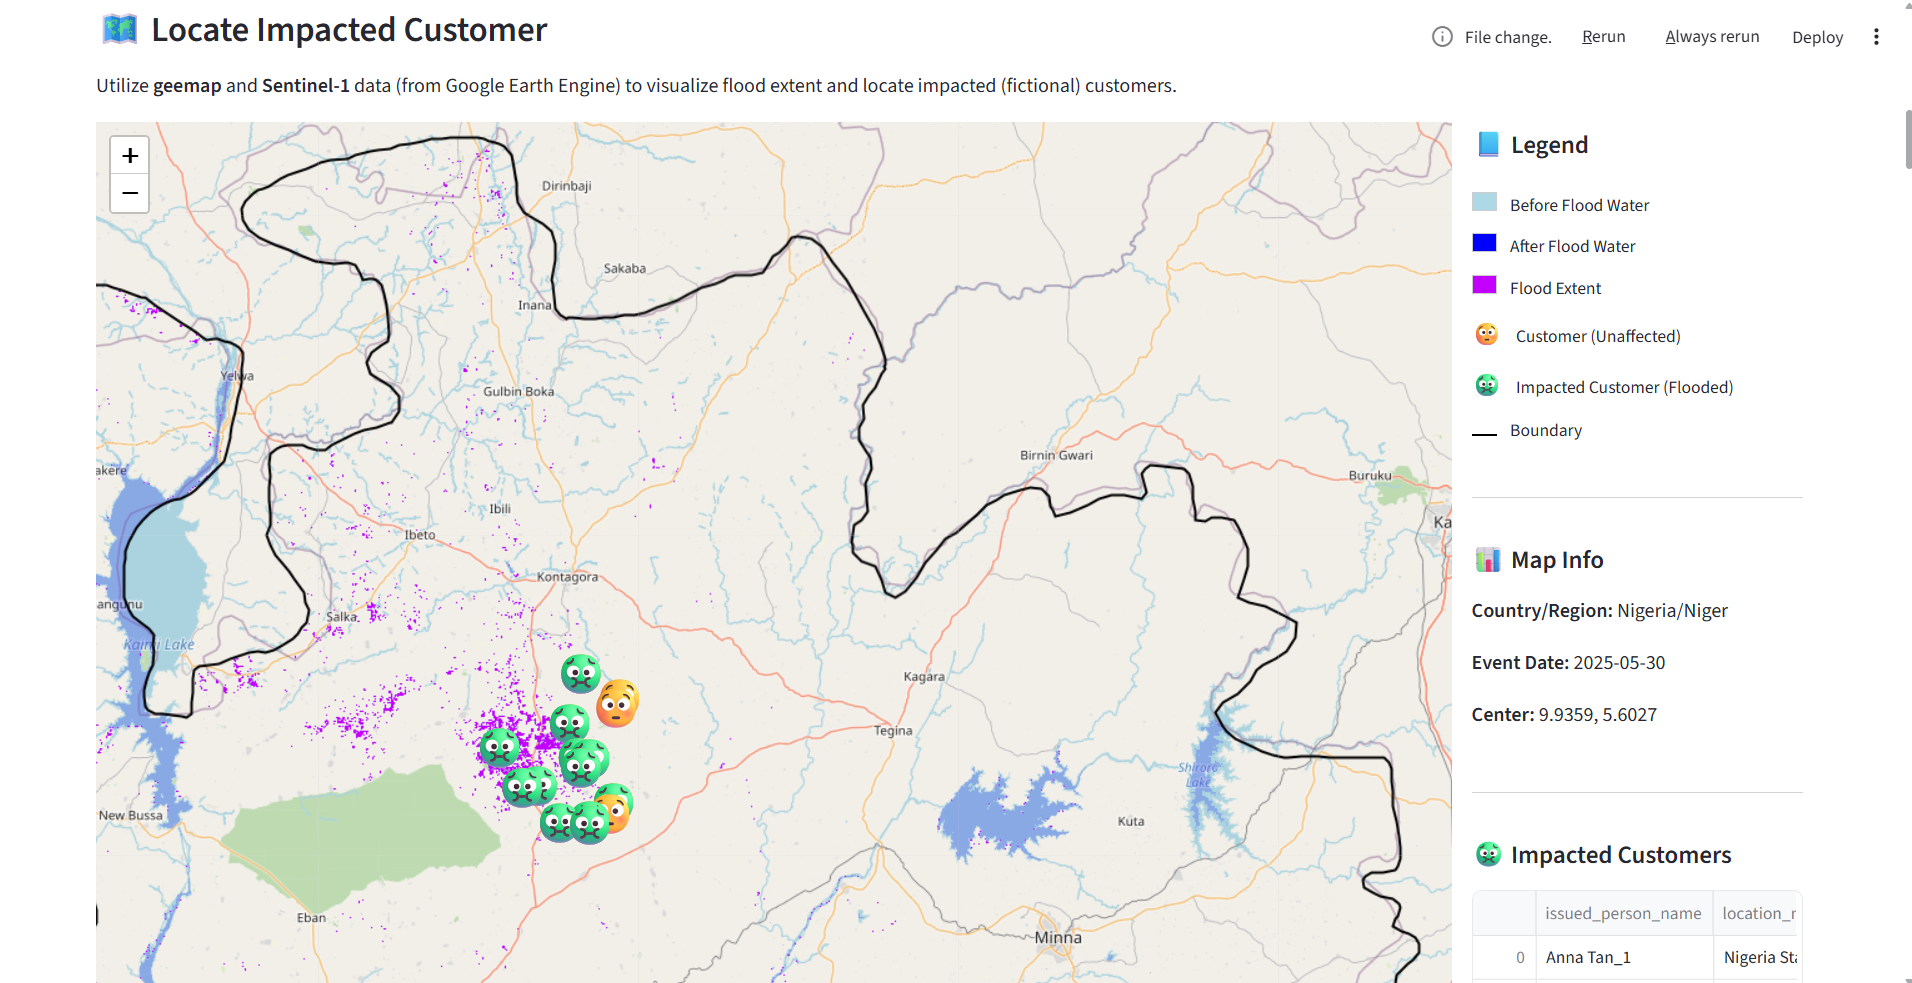 Locate Impacted Customer
File change.
Rerun
Always rerun
Deploy
Utilize geemap and Sentinel-1 data (from Google Earth Engine) to visualize flood extent and locate impacted (fictional) customers.
+
−
Dirinbaji
Sakaba
Inana
Yelwa
Gulbin Boka
akere
Birnin Gwari
Buruku
Ibili
Ka
Ibeto
Kontagora
angunu
Salka
Kainji Lake
Kagara
Tegina
Shiroro
Lake
New Bussa
Kuta
Eban
Minna
Legend
Before Flood Water
After Flood Water
Flood Extent
Customer (Unaffected)
Impacted Customer (Flooded)
Boundary
Map Info
Country/Region: Nigeria/Niger
Event Date: 2025-05-30
Center: 9.9359, 5.6027
Impacted Customers
issued_person_name location_r
0 Anna Tan_1 Nigeria Sta